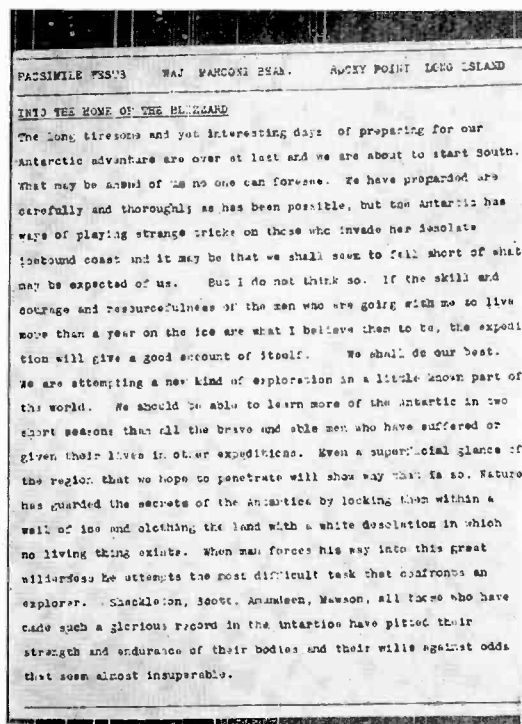 FACSIMILE WAJ MARCONI ROCKY POINT LONG ISLAND
INTO THE HOME OF THE BLIZZARD
The long tiresome and yet interesting days of preparing for our
Antarctic adventure are over at last and we are about to start South.
What may be ahead of us no one can foresee. We have preparded are
carefully and thoroughly as has been possible, but the Antartic has
ways of playing strange tricks on those who invade her desolate
icebound coast and it may be that we shall seem to fall short of what
may be expected of us. But I do not think so. If the skill and
courage and resourcefulness of the men who are going with me to live
more than a year on the ice are what I believe them to be, the expedi
tion will give a good account of itself. We shall do our best.
We are attempting a new kind of exploration in a little known part of
the world. We should be able to learn more of the antartic in two
short seasons than all the brave and able men who have suffered or
given their lives in other expeditions. Even a superficial glance of
the region that we hope to penetrate will show why that is so. Nature
has guarded the secrets of the Antartica by locking them within a
wall of ice and clothing the land with a white desolation in which
no living thing exists. When man forces his way into this great
wilderness he attempts the most difficult task that confronts an
explorer. Shackleton, Scott, Amundsen, Mawson, all those who have
made such a glorious record in the Antartica have pitted their
strength and endurance of their bodies and their wills against odds
that seem almost insuperable.